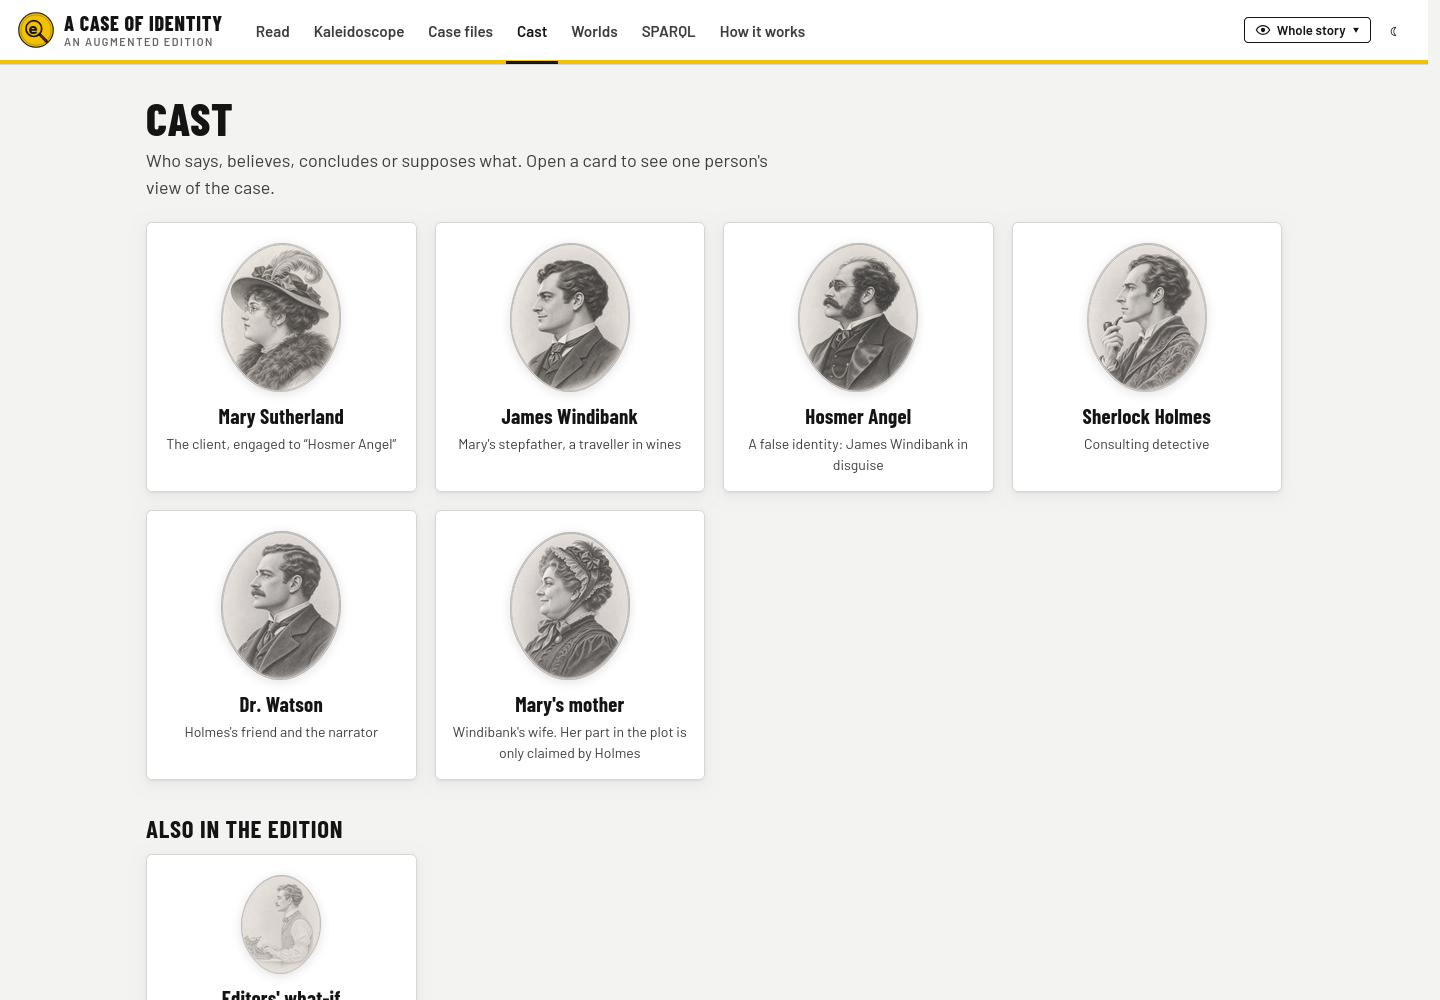 A CASE OF IDENTITY
AN AUGMENTED EDITION
Read
Kaleidoscope
Case files
Cast
Worlds
SPARQL
How it works
Whole story
CAST
Who says, believes, concludes or supposes what. Open a card to see one person's
view of the case.
Mary Sutherland
The client, engaged to “Hosmer Angel”
James Windibank
Mary's stepfather, a traveller in wines
Hosmer Angel
A false identity: James Windibank in
disguise
Sherlock Holmes
Consulting detective
Dr. Watson
Holmes's friend and the narrator
Mary's mother
Windibank's wife. Her part in the plot is
only claimed by Holmes
ALSO IN THE EDITION
Editors' what-if